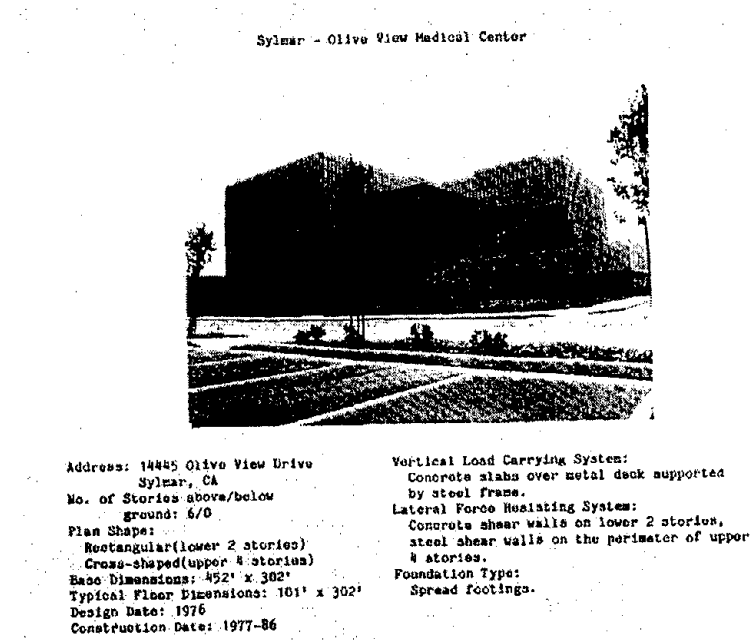 Sylmar - Olive View Medical Center
Address: 14445 Olive View Drive
Sylmar, CA
No. of Stories above/below
ground: 6/0
Plan Shape:
Rectangular(lower 2 stories)
Cross-shaped(upper 4 stories)
Base Dimensions: 452' x 302'
Typical Floor Dimensions: 101' x 302'
Design Date: 1976
Construction Date: 1977-86
Vertical Load Carrying System:
Concrete slabs over metal deck supported
by steel frame.
Lateral Force Resisting System:
Concrete shear walls on lower 2 stories,
steel shear walls on the perimeter of upper
4 stories.
Foundation Type:
Spread footings.